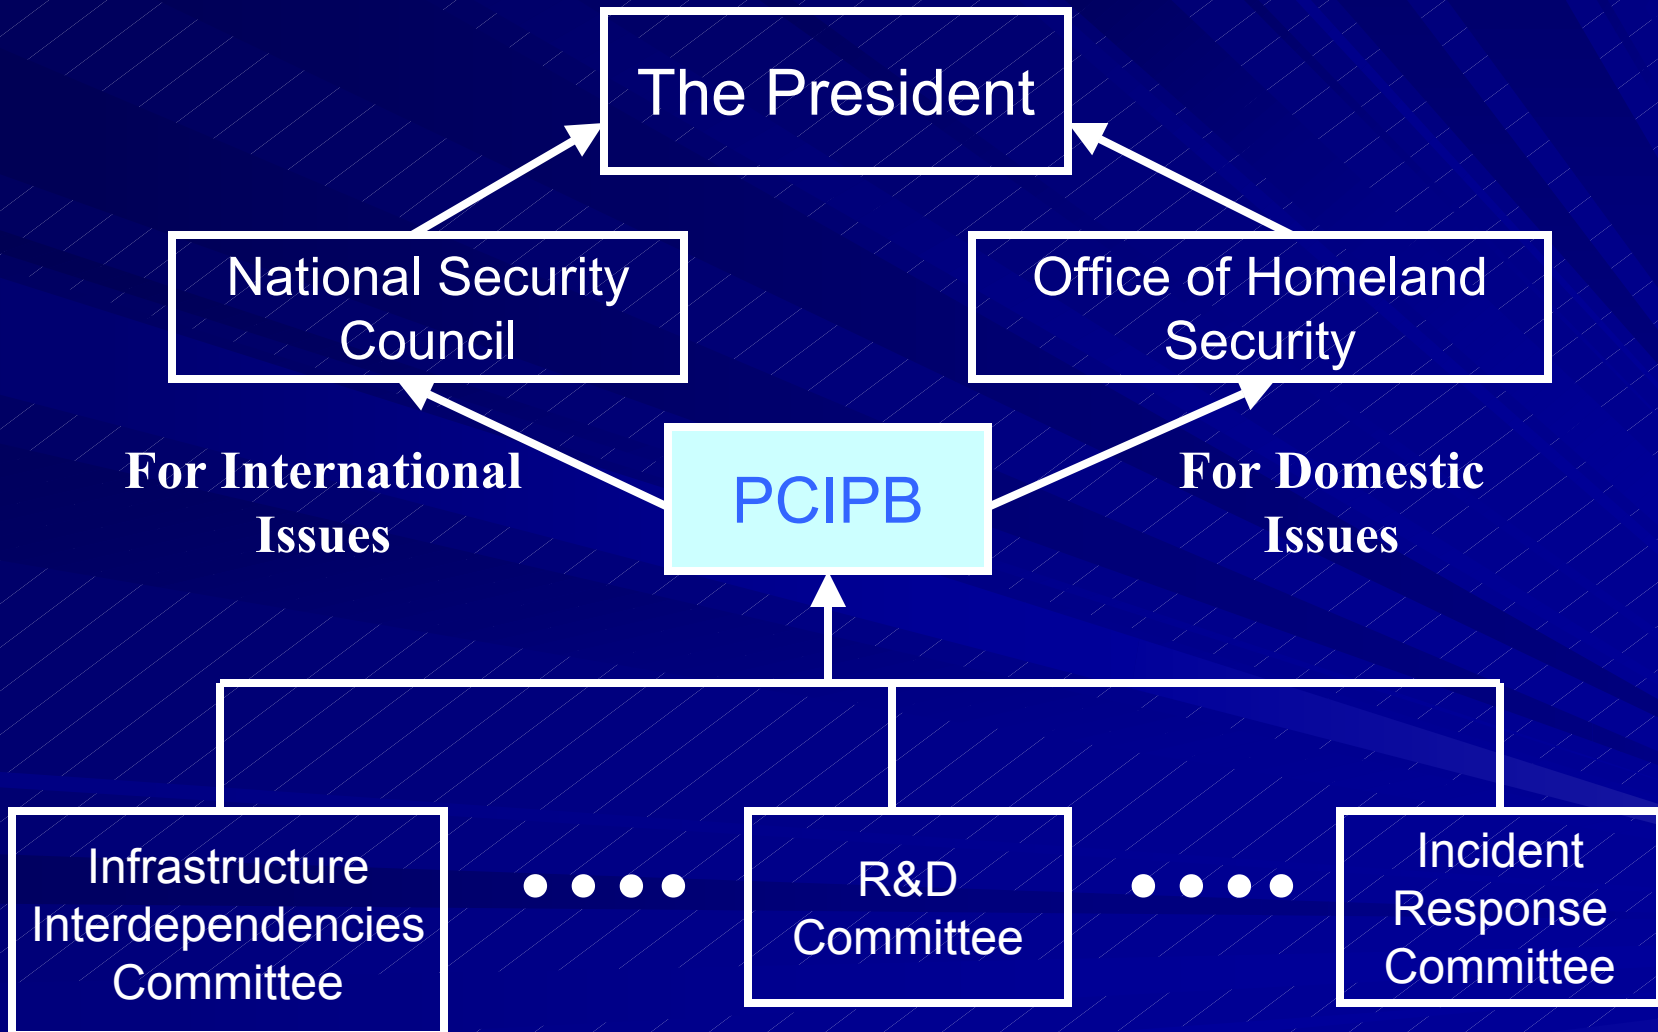 The President
National Security
Council
Office of Homeland
Security
For International
Issues
PCIPB
For Domestic
Issues
Infrastructure
Interdependencies
Committee
R&D
Committee
Incident
Response
Committee